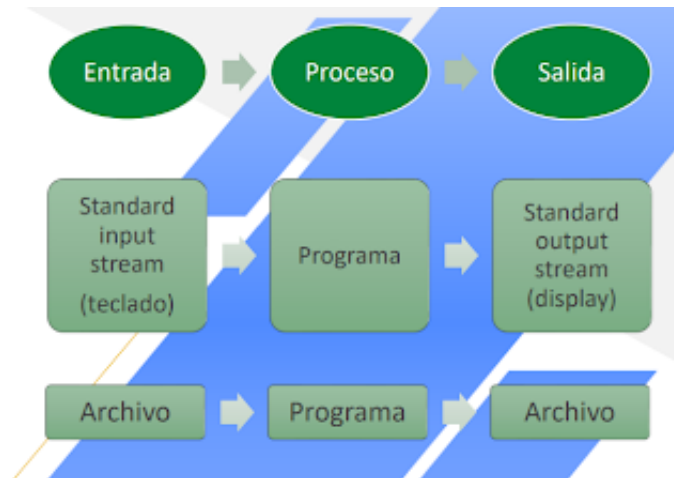 Entrada
Proceso
Salida
Standard
input
stream
(teclado)
Programa
Standard
output
stream
(display)
Archivo
Programa
Archivo